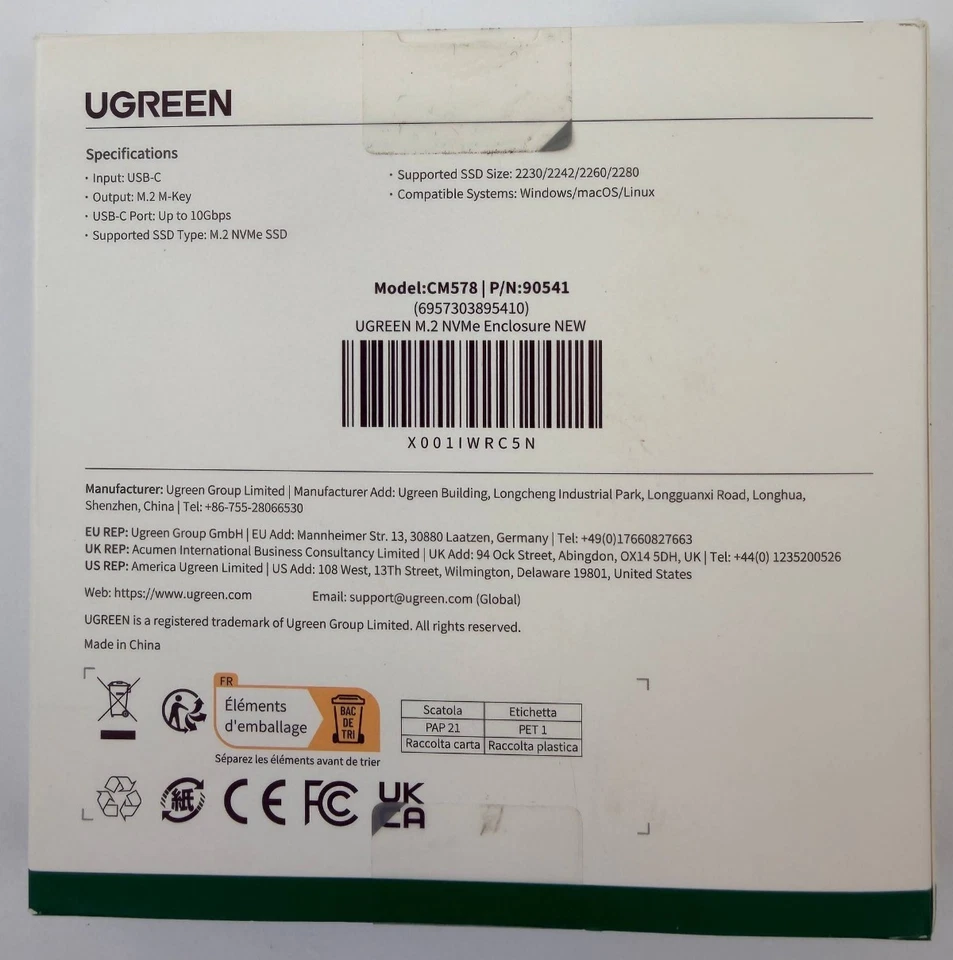 UGREEN
Specifications
· Input: USB-C
· Output: M.2 M-Key
· USB-C Port: Up to 10Gbps
· Supported SSD Type: M.2 NVMe SSD
· Supported SSD Size: 2230/2242/2260/2280
· Compatible Systems: Windows/macOS/Linux
Model:CM578 | P/N:90541
(6957303895410)
UGREEN M.2 NVMe Enclosure NEW
X001IWRC5N
Manufacturer: Ugreen Group Limited | Manufacturer Add: Ugreen Building, Longcheng Industrial Park, Longguanxi Road, Longhua,
Shenzhen, China | Tel: +86-755-28066530
EU REP: Ugreen Group GmbH | EU Add: Mannheimer Str. 13, 30880 Laatzen, Germany | Tel: +49(0)17660827663
UK REP: Acumen International Business Consultancy Limited | UK Add: 94 Ock Street, Abingdon, OX14 5DH, UK | Tel: +44(0) 1235200526
US REP: America Ugreen Limited | US Add: 108 West, 13Th Street, Wilmington, Delaware 19801, United States
Web: https://www.ugreen.com Email: support@ugreen.com (Global)
UGREEN is a registered trademark of Ugreen Group Limited. All rights reserved.
Made in China
FR
Éléments
d'emballage
BAC
DE
TRI
Séparez les éléments avant de trier
Scatola Etichetta
PAP 21 PET 1
Raccolta carta Raccolta plastica
紙 CE FC UK
CA